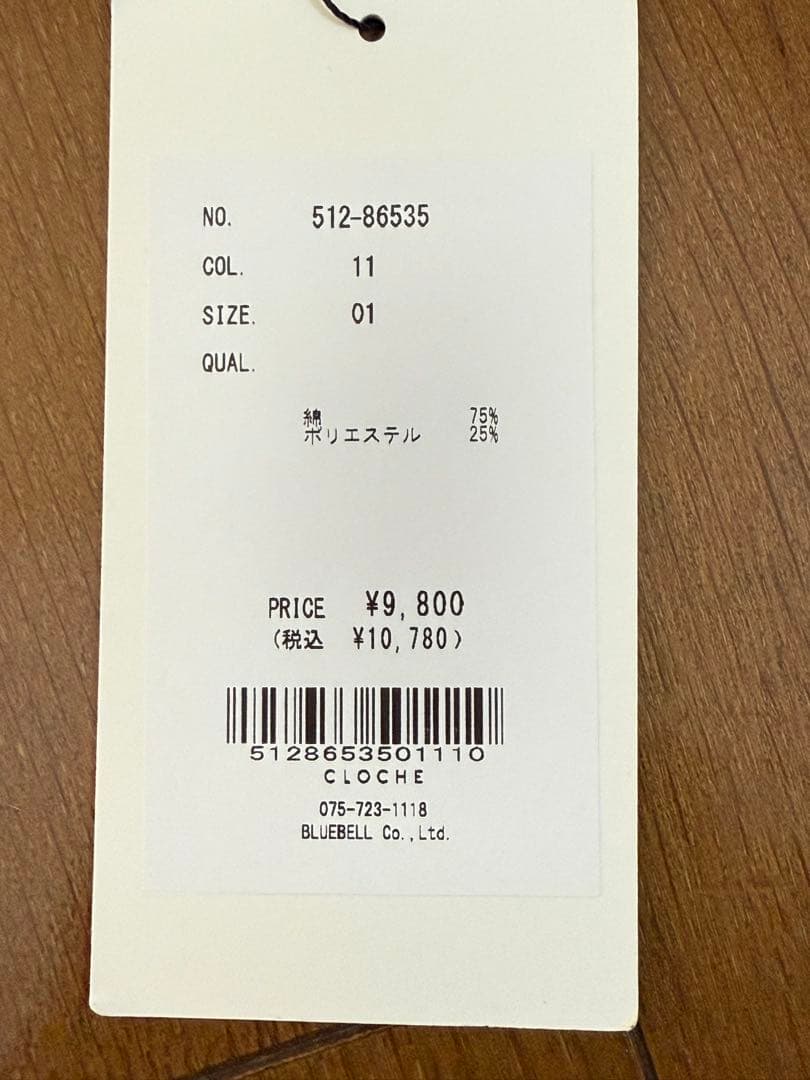 NO. 512-86535
COL. 11
SIZE. 01
QUAL.
綿 75%
ポリエステル 25%
PRICE ¥9,800
(税込 ¥10,780)
5128653501110
CLOCHE
075-723-1118
BLUEBELL Co.,Ltd.